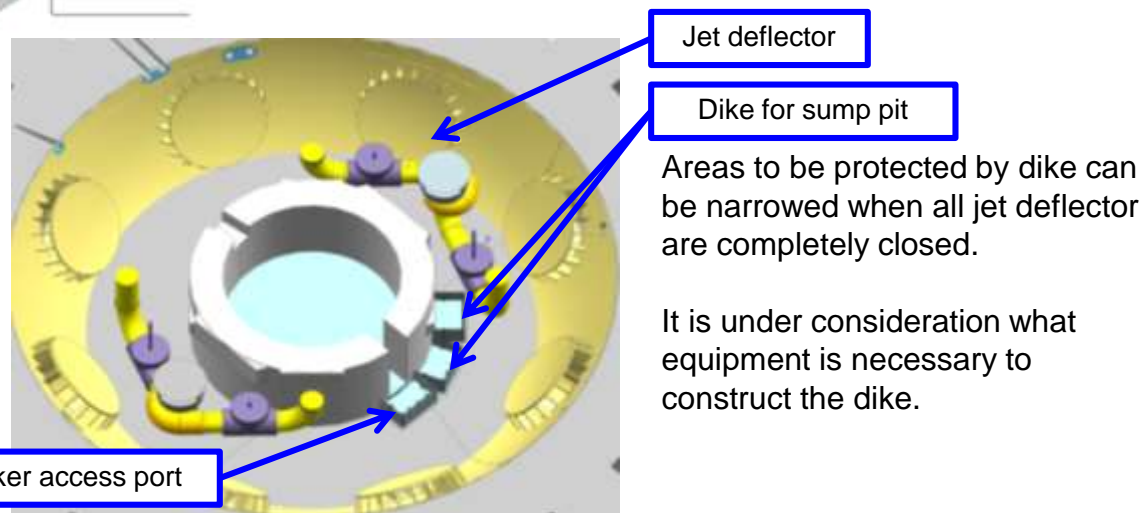 Jet deflector
Dike for sump pit
Areas to be protected by dike can
be narrowed when all jet deflector
are completely closed.
It is under consideration what
equipment is necessary to
construct the dike.
access port